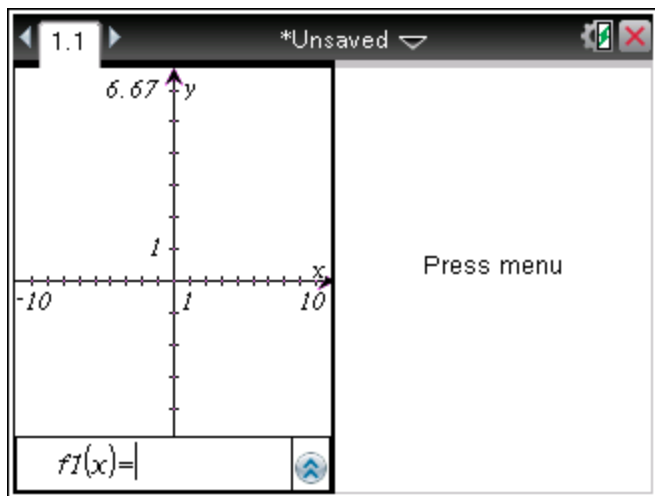 1.1 *Unsaved
6.67 y
1
x
-10 1 10
f1(x)=
Press menu